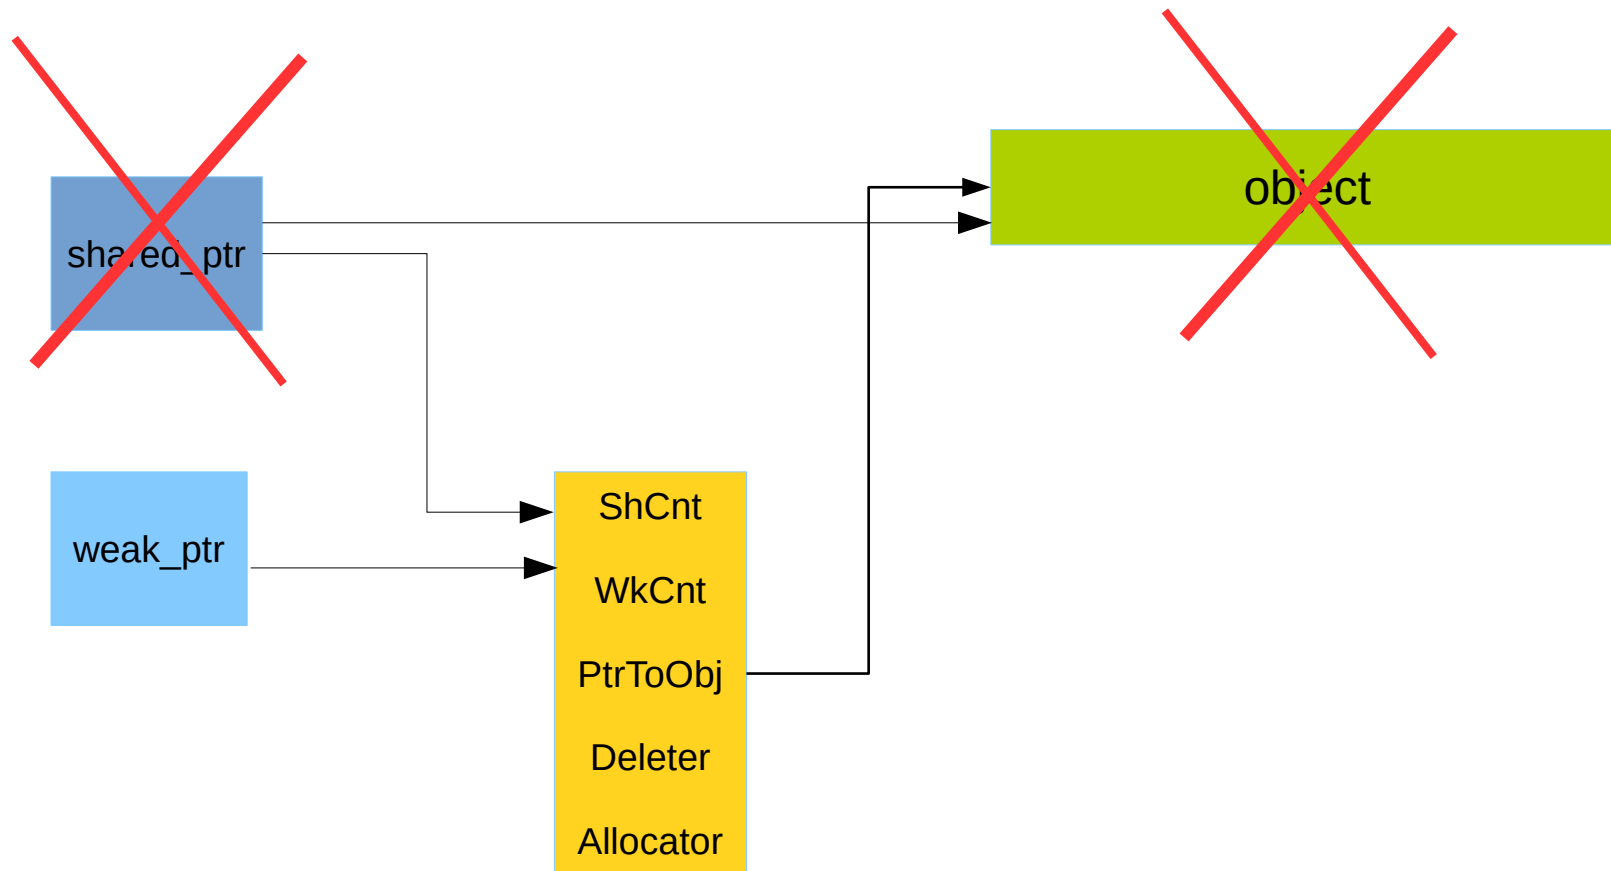 object
shared_ptr
weak_ptr
ShCnt
WkCnt
PtrToObj
Deleter
Allocator